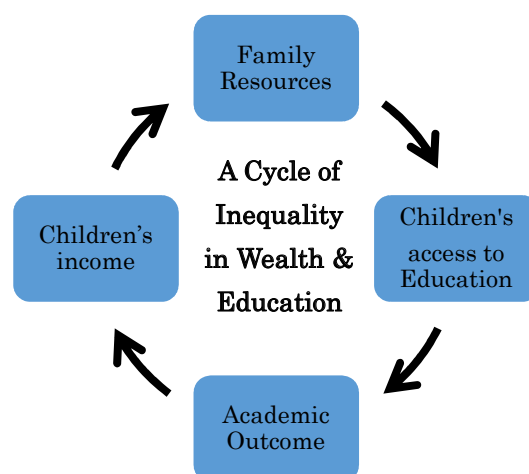 Family
Resources
A Cycle of
Inequality
in Wealth &
Education
Children's
access to
Education
Academic
Outcome
Children’s
income